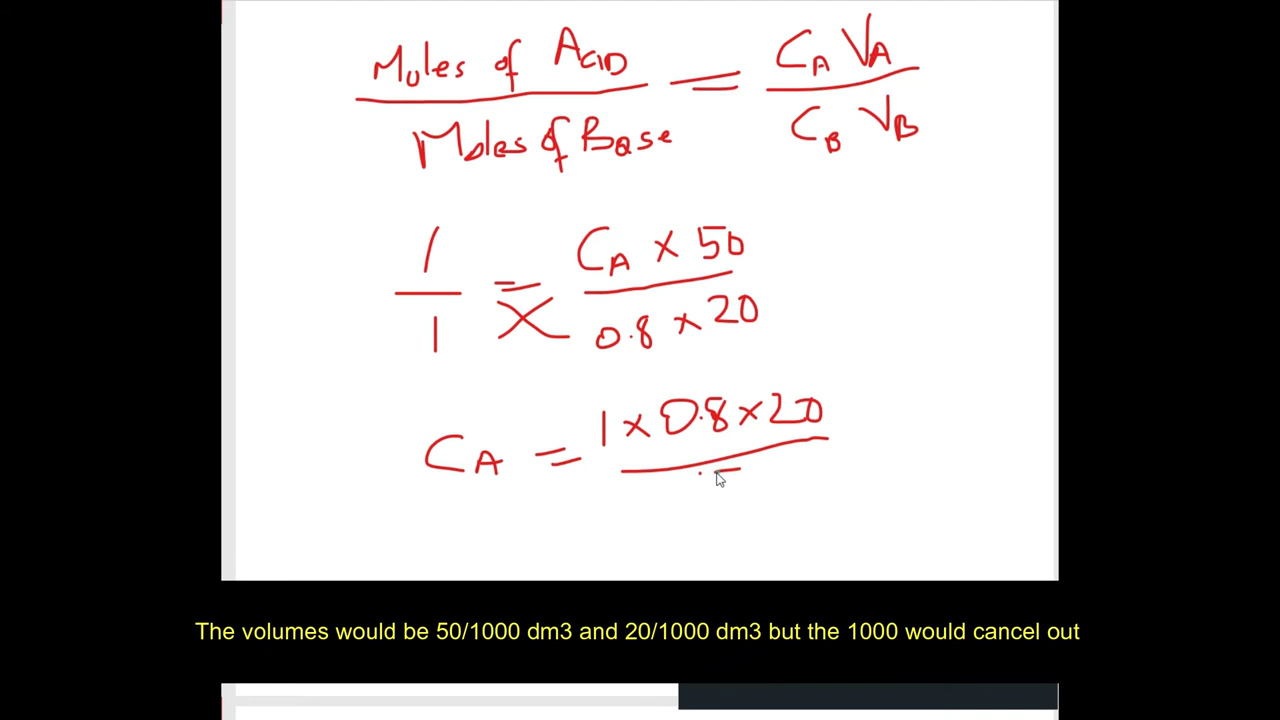 Moles of Acid / Moles of Base = CA VA / CB VB
1 / 1 = CA × 50 / 0.8 × 20
CA = 1 × 0.8 × 20
The volumes would be 50/1000 dm3 and 20/1000 dm3 but the 1000 would cancel out